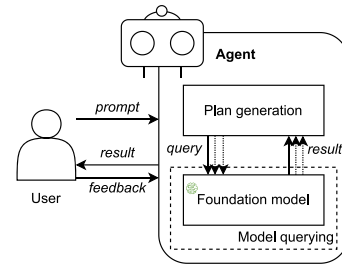 Agent
prompt
Plan generation
query
result
result
User
feedback
Foundation model
Model querying